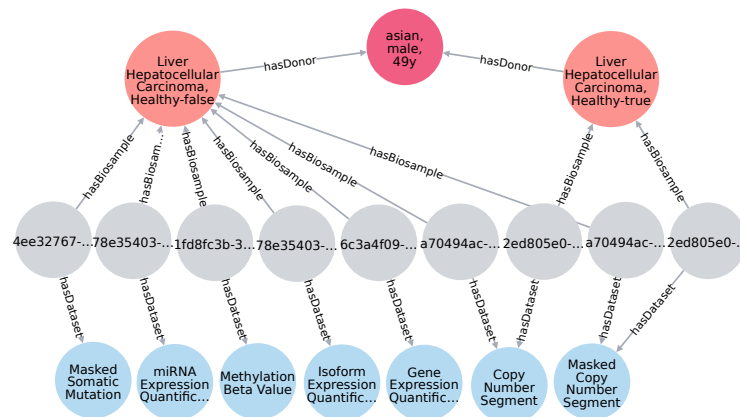 asian,
male,
49y
Liver
Hepatocellular
Carcinoma,
Healthy-false
Liver
Hepatocellular
Carcinoma,
Healthy-true
hasDonor
hasDonor
hasBiosample
hasBiosam...
hasBiosample
hasBiosample
hasBiosample
hasBiosample
hasBiosample
hasBiosample
hasBiosample
4ee32767-...
78e35403-...
1fd8fc3b-3...
78e35403-...
6c3a4f09-...
a70494ac-...
2ed805e0-...
a70494ac-...
2ed805e0-...
hasDataset
hasDataset
hasDataset
hasDataset
hasDataset
hasDataset
hasDataset
hasDataset
hasDataset
Masked
Somatic
Mutation
miRNA
Expression
Quantific...
Methylation
Beta Value
Isoform
Expression
Quantific...
Gene
Expression
Quantific...
Copy
Number
Segment
Masked
Copy
Number
Segment